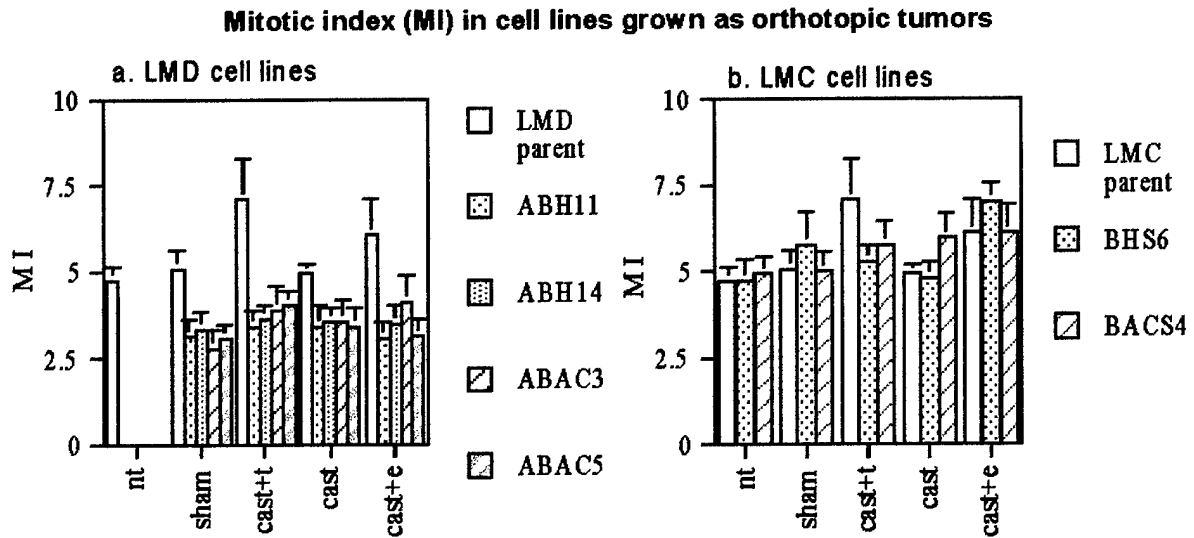 Mitotic index (MI) in cell lines grown as orthotopic tumors
a. LMD cell lines
10
7.5
5
2.5
0
MI
nt
sham
cast+t
cast
cast+e
LMD
parent
ABH11
ABH14
ABAC3
ABAC5
b. LMC cell lines
10
7.5
5
2.5
0
MI
nt
sham
cast+t
cast
cast+e
LMC
parent
BHS6
BACS4